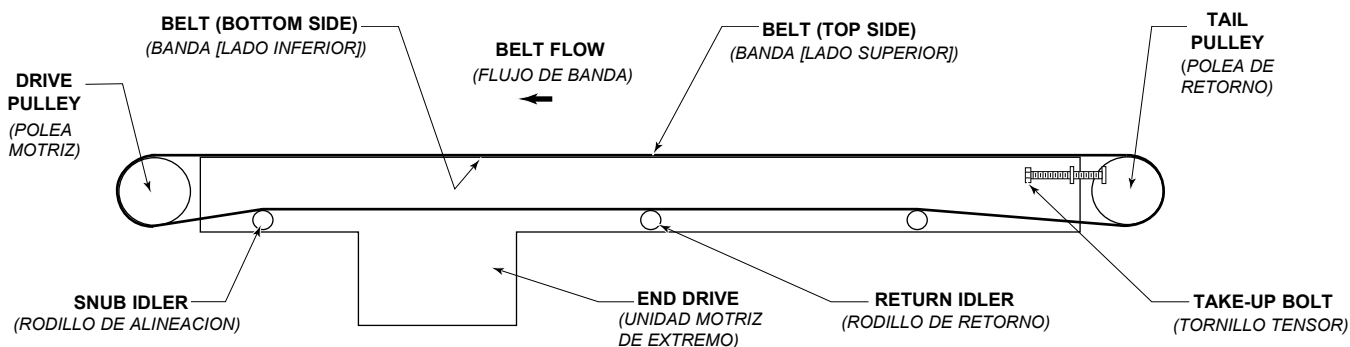 BELT (BOTTOM SIDE)
(BANDA [LADO INFERIOR])
BELT FLOW
(FLUJO DE BANDA)
BELT (TOP SIDE)
(BANDA [LADO SUPERIOR])
TAIL
PULLEY
(POLEA DE
RETORNO)
DRIVE
PULLEY
(POLEA
MOTRIZ)
SNUB IDLER
(RODILLO DE ALINEACION)
END DRIVE
(UNIDAD MOTRIZ
DE EXTREMO)
RETURN IDLER
(RODILLO DE RETORNO)
TAKE-UP BOLT
(TORNILLO TENSOR)